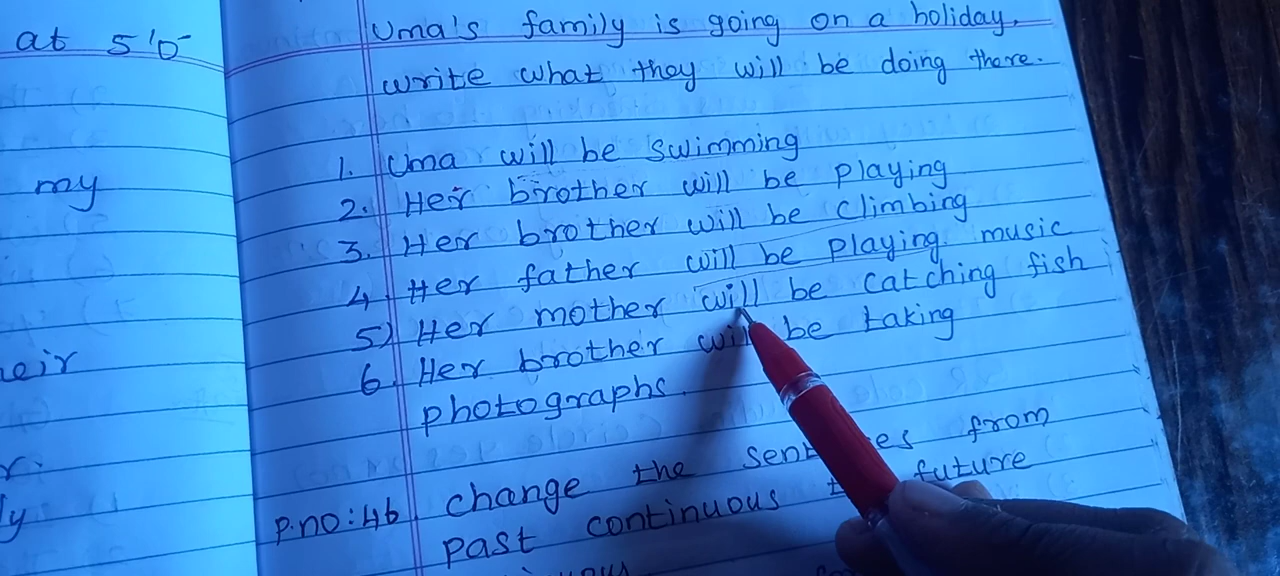 at 5'0
my
eir
r.
ly
Uma's family is going on a holiday.
write what they will be doing there.
1. Uma will be swimming
2. Her brother will be playing
3. Her brother will be climbing
4. Her father will be playing music
5) Her mother will be catching fish
6. Her brother will be taking
photographs.
p.no:46 change the from
past continuous future